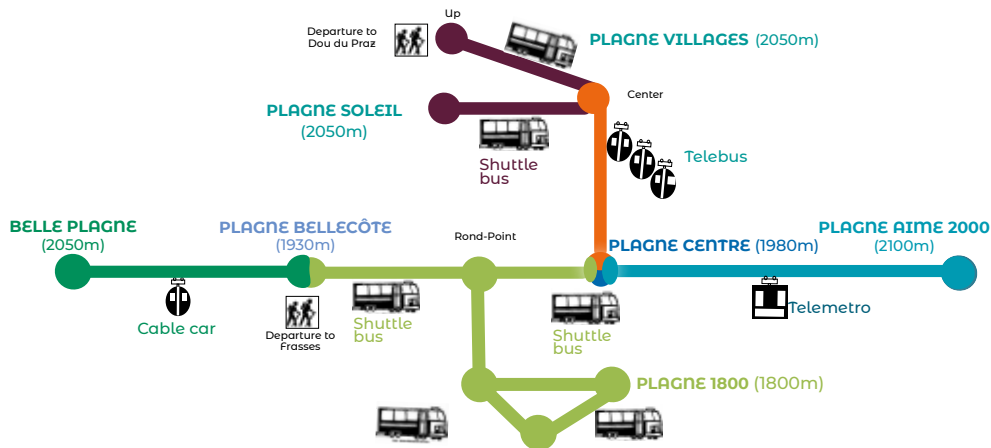 Up
Departure to
Dou du Praz
PLAGNE VILLAGES (2050m)
Center
PLAGNE SOLEIL
(2050m)
Shuttle
bus
Telebus
BELLE PLAGNE
(2050m)
PLAGNE BELLECÔTE
(1930m)
Rond-Point
PLAGNE CENTRE (1980m)
PLAGNE AIME 2000
(2100m)
Cable car
Departure to
Frasses
Shuttle
bus
Shuttle
bus
Telemetro
PLAGNE 1800 (1800m)